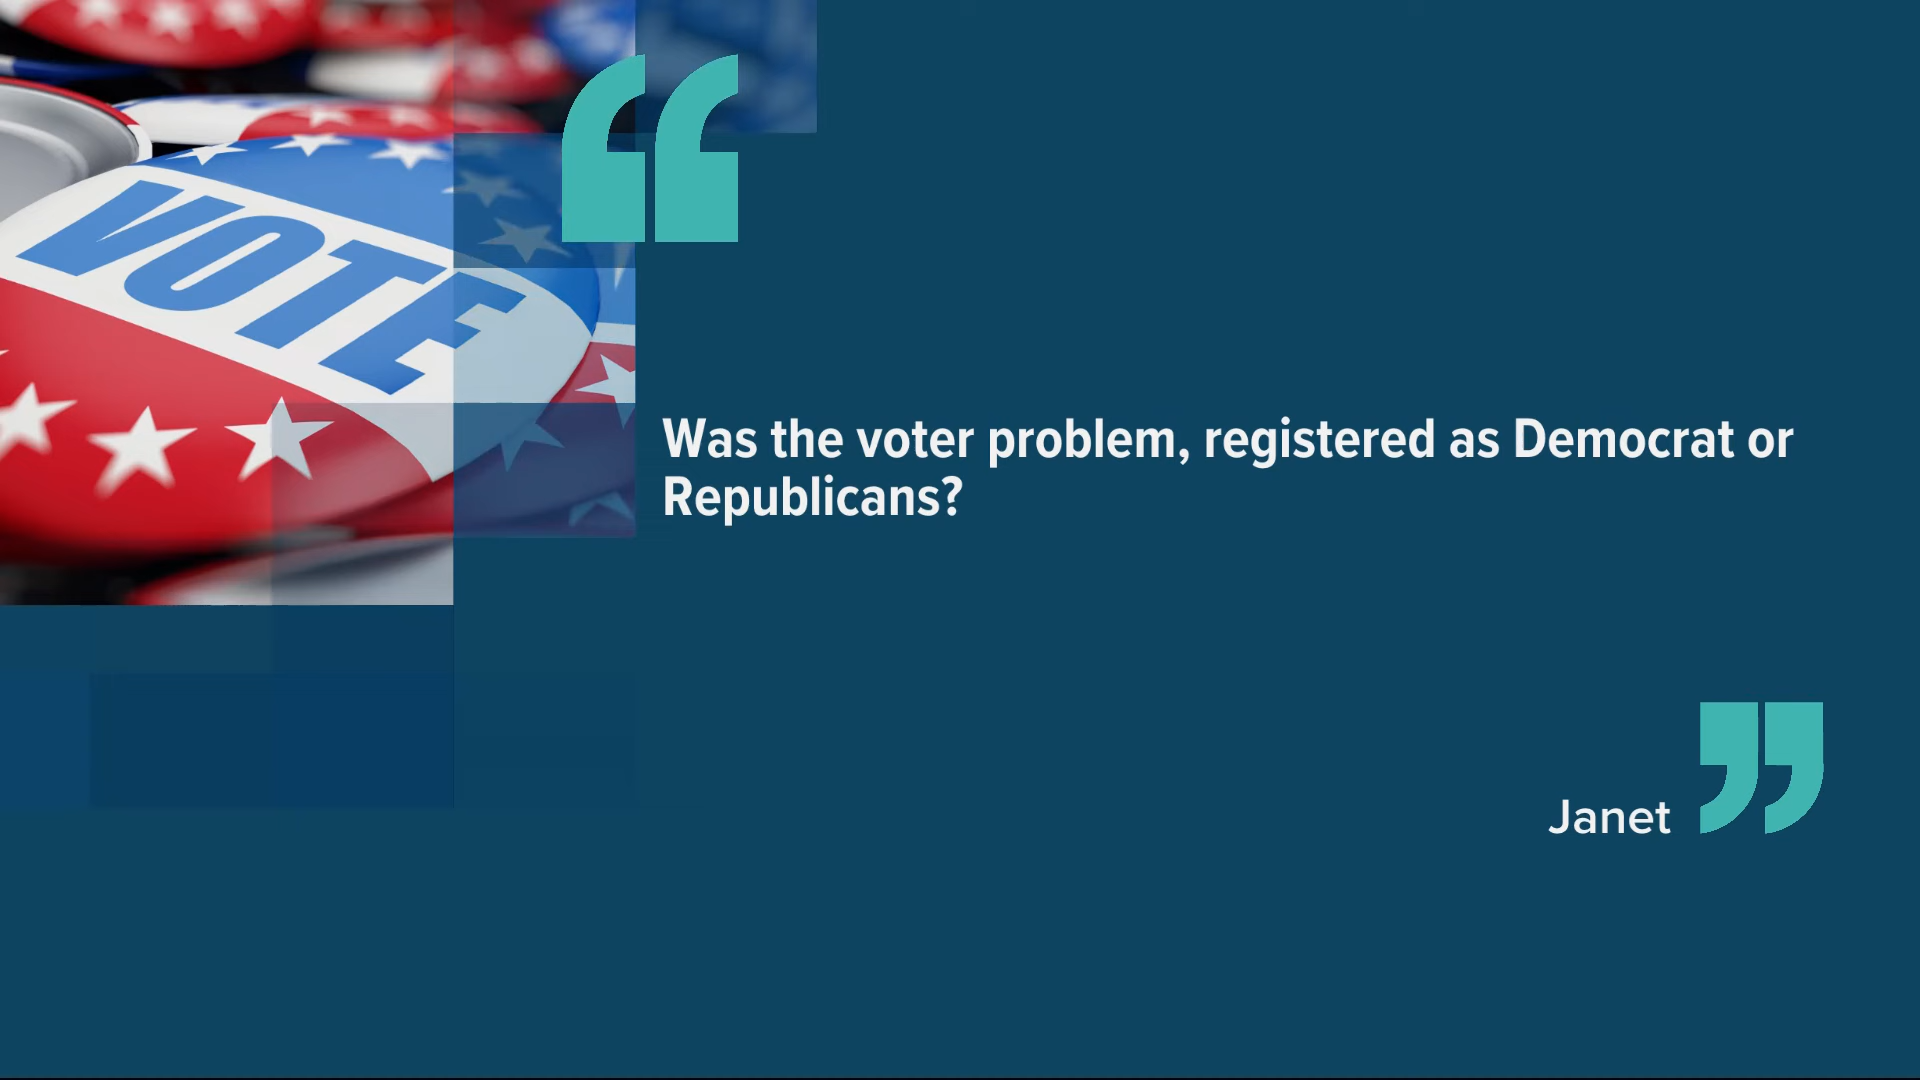 VOTE
Was the voter problem, registered as Democrat or
Republicans?
Janet